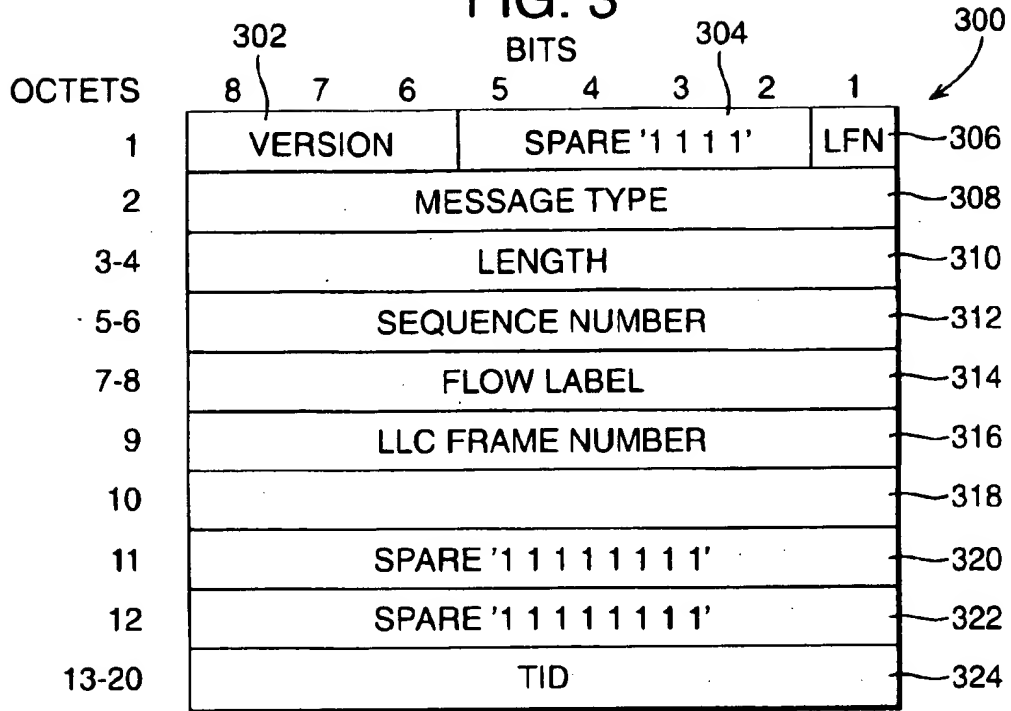 FIG. 3
302 BITS 304 300
OCTETS 8 7 6 5 4 3 2 1
1 VERSION SPARE '1 1 1 1' LFN 306
2 MESSAGE TYPE 308
3-4 LENGTH 310
5-6 SEQUENCE NUMBER 312
7-8 FLOW LABEL 314
9 LLC FRAME NUMBER 316
10 318
11 SPARE '1 1 1 1 1 1 1 1' 320
12 SPARE '1 1 1 1 1 1 1 1' 322
13-20 TID 324